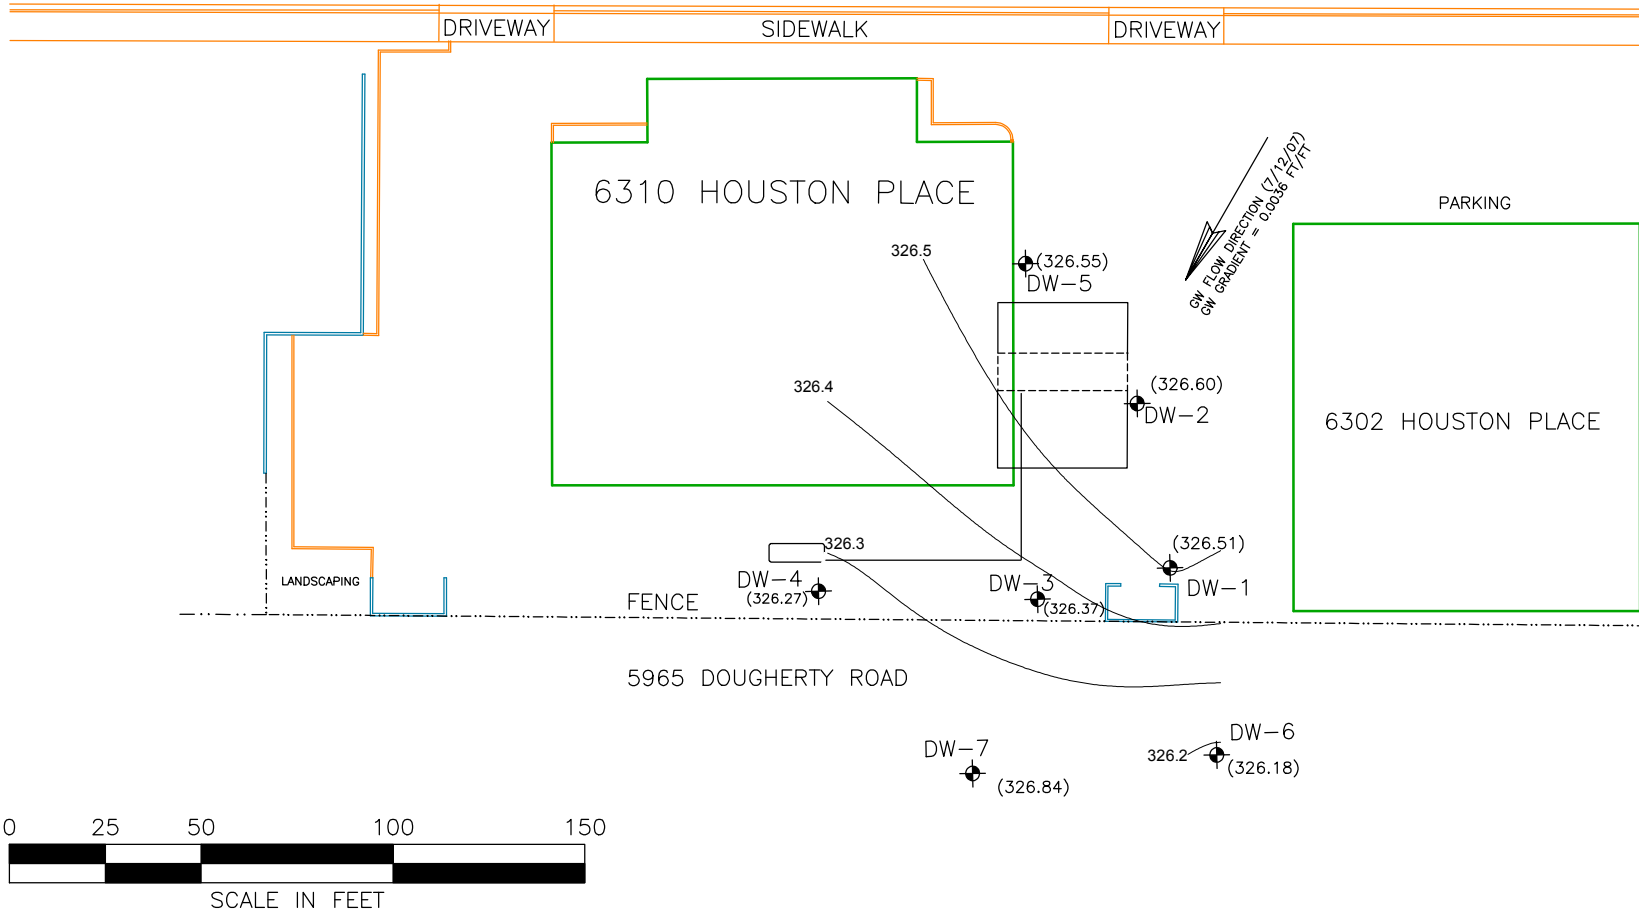 DRIVEWAY
SIDEWALK
DRIVEWAY
6310 HOUSTON PLACE
GW FLOW DIRECTION (7/12/07)
GW GRADIENT = 0.0036 FT/FT
PARKING
326.5
(326.55)
DW-5
326.4
(326.60)
DW-2
6302 HOUSTON PLACE
326.3
(326.51)
DW-1
LANDSCAPING
DW-4
(326.27)
DW-3
(326.37)
FENCE
5965 DOUGHERTY ROAD
DW-6
326.2
(326.18)
DW-7
(326.84)
0 25 50 100 150
SCALE IN FEET